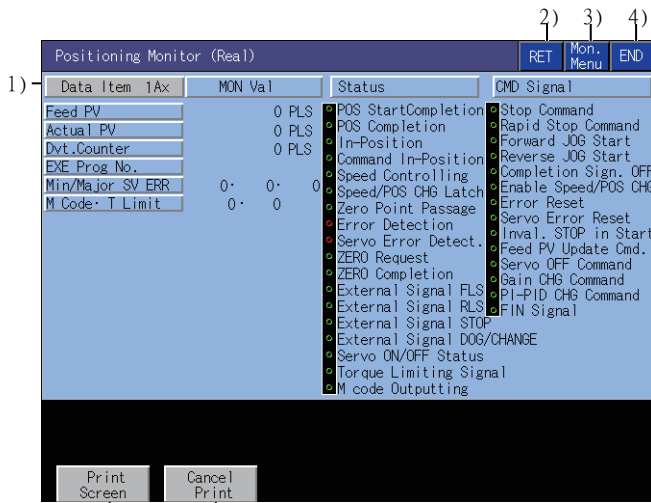 2) 3) 4)
Positioning Monitor (Real) RET Mon. Menu END
1) Data Item 1Ax MON Val Status CMD Signal
Feed PV 0 PLS
Actual PV 0 PLS
Dvt.Counter 0 PLS
EXE Prog No.
Min/Major SV ERR 0· 0· 0
M Code· T Limit 0· 0
POS StartCompletion
POS Completion
In-Position
Command In-Position
Speed Controlling
Speed/POS CHG Latch
Zero Point Passage
Error Detection
Servo Error Detect.
ZERO Request
ZERO Completion
External Signal FLS
External Signal RLS
External Signal STOP
External Signal DOG/CHANGE
Servo ON/OFF Status
Torque Limiting Signal
M code Outputting
Stop Command
Rapid Stop Command
Forward JOG Start
Reverse JOG Start
Completion Sign. OFF
Enable Speed/POS CHG
Error Reset
Servo Error Reset
Inval. STOP in Start
Feed PV Update Cmd.
Servo OFF Command
Gain CHG Command
PI-PID CHG Command
FIN Signal
Print Screen
Cancel Print